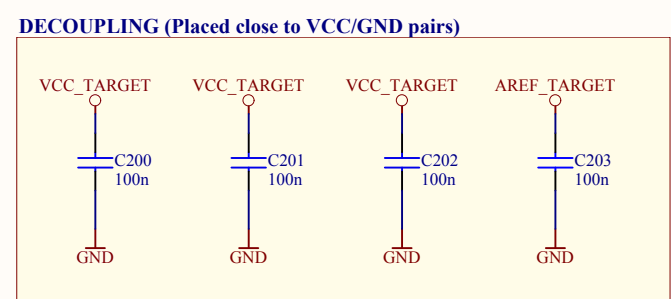 DECOUPLING (Placed close to VCC/GND pairs)
VCC_TARGET VCC_TARGET VCC_TARGET AREF_TARGET
C200 C201 C202 C203
100n 100n 100n 100n
GND GND GND GND